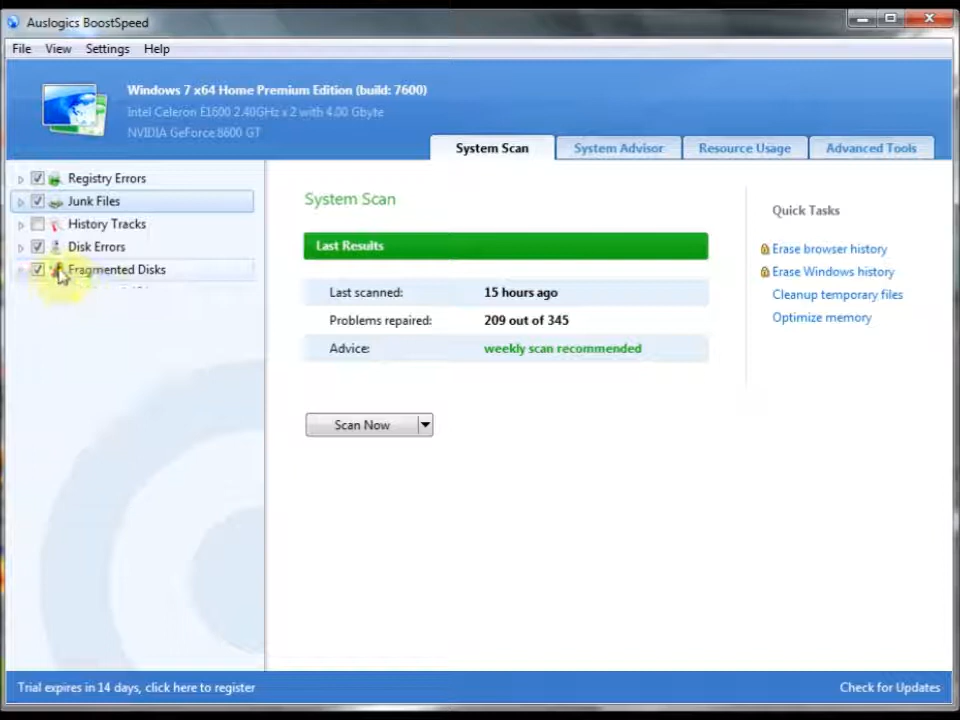 Auslogics BoostSpeed
File View Settings Help
Windows 7 x64 Home Premium Edition (build: 7600)
Intel Celeron E1600 2.40GHz x 2 with 4.00 Gbyte
NVIDIA GeForce 8600 GT
System Scan System Advisor Resource Usage Advanced Tools
Registry Errors
Junk Files
History Tracks
Disk Errors
Fragmented Disks
System Scan
Last Results
Last scanned: 15 hours ago
Problems repaired: 209 out of 345
Advice: weekly scan recommended
Scan Now
Quick Tasks
Erase browser history
Erase Windows history
Cleanup temporary files
Optimize memory
Trial expires in 14 days, click here to register
Check for Updates